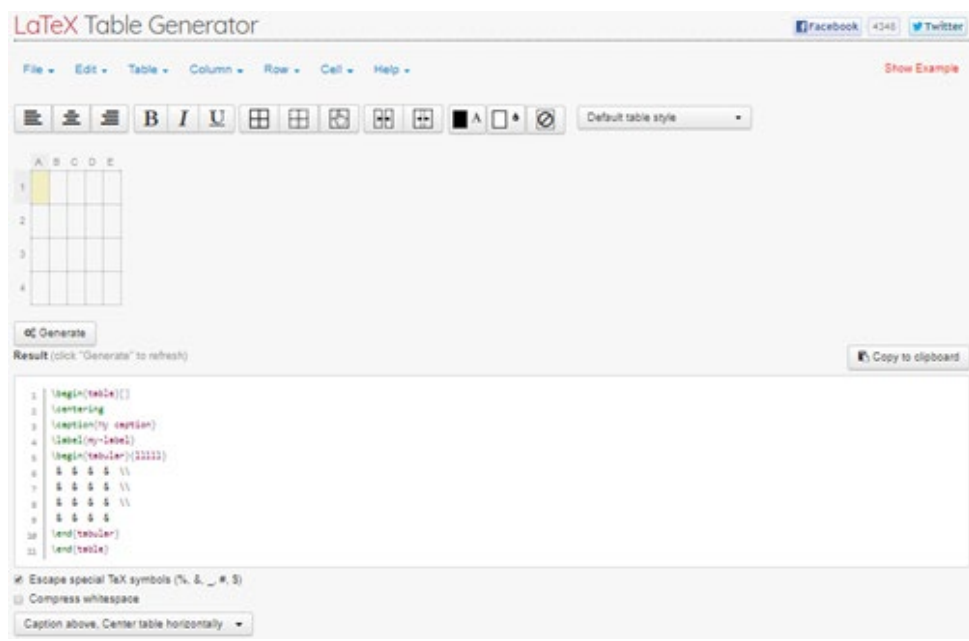 LaTeX Table Generator
Facebook 4348 Twitter
File Edit Table Column Row Cell Help Show Example
B I U A Default table style
A B C D E
1
2
3
4
Generate
Result (click "Generate" to refresh) Copy to clipboard
1 \begin{table}[]
2 \centering
3 \caption{My caption}
4 \label{my-label}
5 \begin{tabular}{lllll}
6 & & & & \\
7 & & & & \\
8 & & & & \\
9 & & & &
10 \end{tabular}
11 \end{table}
Escape special TeX symbols (%, &, _, #, $)
Compress whitespace
Caption above, Center table horizontally